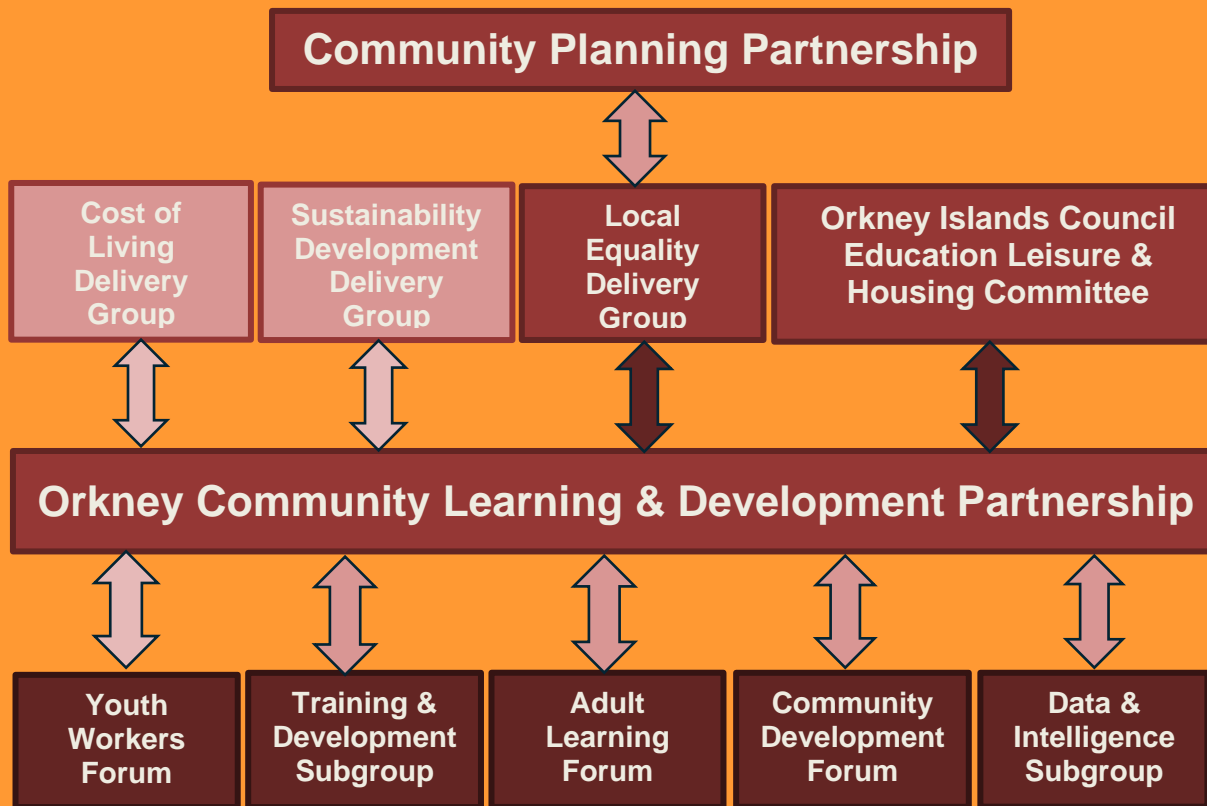 Community Planning Partnership
Cost of
Living
Delivery
Group
Sustainability
Development
Delivery
Group
Local
Equality
Delivery
Group
Orkney Islands Council
Education Leisure &
Housing Committee
Orkney Community Learning & Development Partnership
Youth
Workers
Forum
Training &
Development
Subgroup
Adult
Learning
Forum
Community
Development
Forum
Data &
Intelligence
Subgroup